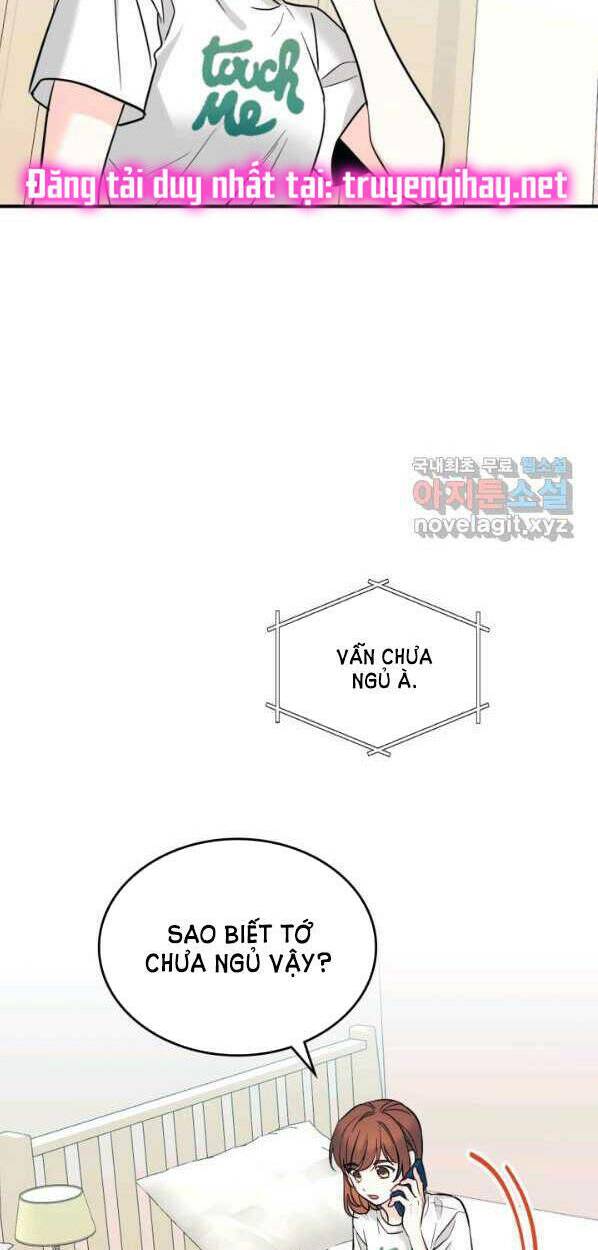 touch
Me
Đăng tải duy nhất tại: truyengihay.net
국내최초 무료 웹소설
아지툰소설
novelagit.xyz
VẪN CHƯA
NGỦ À.
SAO BIẾT TỚ
CHƯA NGỦ VẬY?